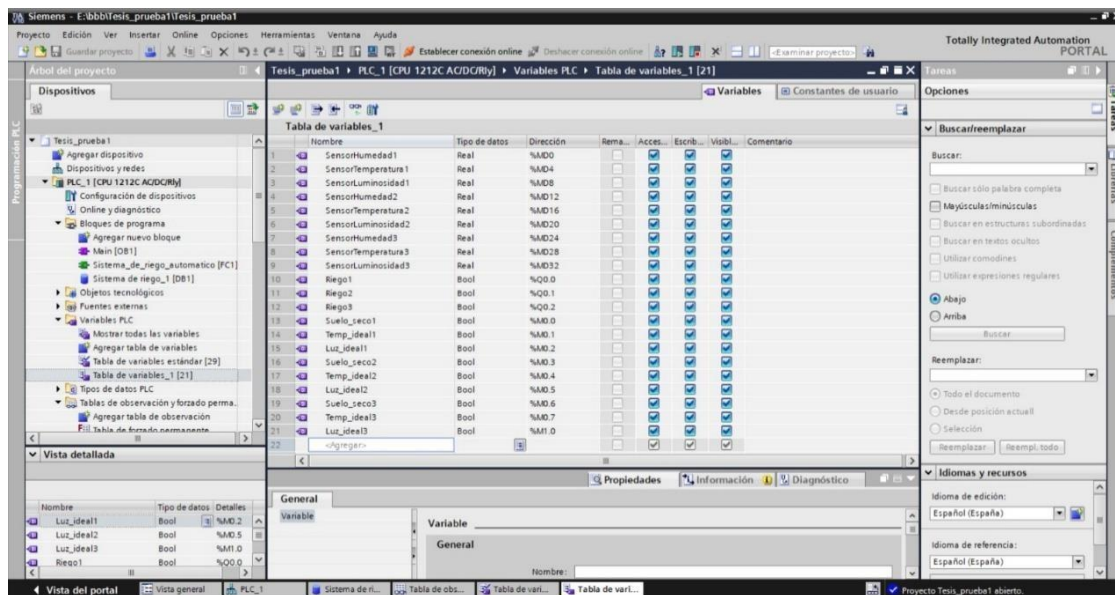 Siemens - E:\bbb\Tesis_prueba1\Tesis_prueba1
Proyecto Edición Ver Insertar Online Opciones Herramientas Ventana Ayuda
Guardar proyecto Establecer conexión online Deshacer conexión online <Examinar proyecto>
Totally Integrated Automation
PORTAL
Árbol del proyecto
Dispositivos
Programación PLC
Tesis_prueba1
Agregar dispositivo
Dispositivos y redes
PLC_1 [CPU 1212C AC/DC/Rly]
Configuración de dispositivos
Online y diagnóstico
Bloques de programa
Agregar nuevo bloque
Main [OB1]
Sistema_de_riego_automatico [FC1]
Sistema de riego_1 [DB1]
Objetos tecnológicos
Fuentes externas
Variables PLC
Mostrar todas las variables
Agregar tabla de variables
Tabla de variables estándar [29]
Tabla de variables_1 [21]
Tipos de datos PLC
Tablas de observación y forzado perma...
Agregar tabla de observación
Tabla de forzado permanente
Vista detallada
Nombre Tipo de datos Detalles
Luz_ideal1 Bool %M0.2
Luz_ideal2 Bool %M0.5
Luz_ideal3 Bool %M1.0
Riego1 Bool %Q0.0
Tesis_prueba1 PLC_1 [CPU 1212C AC/DC/Rly] Variables PLC Tabla de variables_1 [21]
Variables Constantes de usuario
Tabla de variables_1
Nombre Tipo de datos Dirección Rema... Acces... Escrib... Visibl... Comentario
1 SensorHumedad1 Real %MD0
2 SensorTemperatura1 Real %MD4
3 SensorLuminosidad1 Real %MD8
4 SensorHumedad2 Real %MD12
5 SensorTemperatura2 Real %MD16
6 SensorLuminosidad2 Real %MD20
7 SensorHumedad3 Real %MD24
8 SensorTemperatura3 Real %MD28
9 SensorLuminosidad3 Real %MD32
10 Riego1 Bool %Q0.0
11 Riego2 Bool %Q0.1
12 Riego3 Bool %Q0.2
13 Suelo_seco1 Bool %M0.0
14 Temp_ideal1 Bool %M0.1
15 Luz_ideal1 Bool %M0.2
16 Suelo_seco2 Bool %M0.3
17 Temp_ideal2 Bool %M0.4
18 Luz_ideal2 Bool %M0.5
19 Suelo_seco3 Bool %M0.6
20 Temp_ideal3 Bool %M0.7
21 Luz_ideal3 Bool %M1.0
22 <Agregar>
Propiedades Información Diagnóstico
General
Variable
Variable
General
Nombre:
Tareas
Opciones
Buscar/reemplazar
Buscar:
Buscar sólo palabra completa
Mayúsculas/minúsculas
Buscar en estructuras subordinadas
Buscar en textos ocultos
Utilizar comodines
Utilizar expresiones regulares
Abajo
Arriba
Buscar
Reemplazar:
Todo el documento
Desde posición actuall
Selección
Reemplazar Reempl. todo
Idiomas y recursos
Idioma de edición:
Español (España)
Idioma de referencia:
Español (España)
Tareas
Librerías
Complementos
Vista del portal Vista general PLC_1 Sistema de ri... Tabla de obs... Tabla de vari... Tabla de vari... Proyecto Tesis_prueba1 abierto.